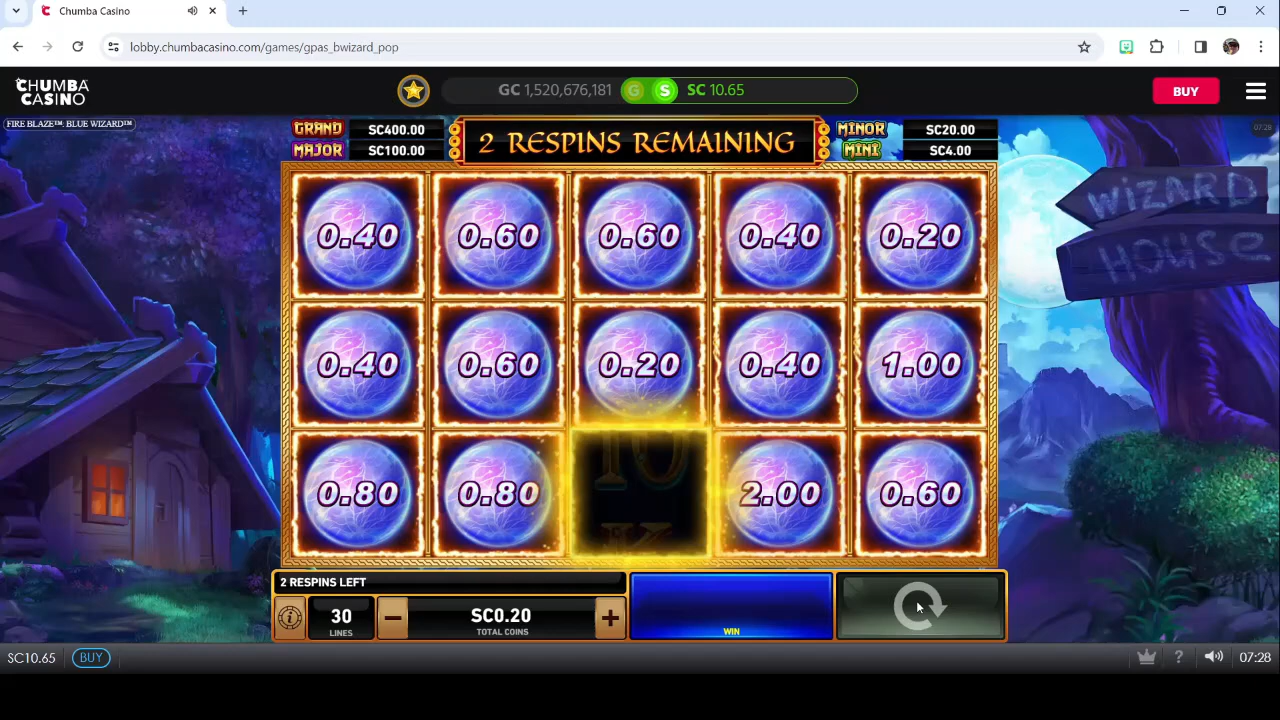 Chumba Casino
lobby.chumbacasino.com/games/gpas_bwizard_pop
CHUMBA
CASINO
GC 1,520,676,181 G S SC 10.65
BUY
FIRE BLAZE™: BLUE WIZARD™
GRAND SC400.00
MAJOR SC100.00
2 RESPINS REMAINING
MINOR SC20.00
MINI SC4.00
07:28
WIZARD
HOUSE
0.40 0.60 0.60 0.40 0.20
0.40 0.60 0.20 0.40 1.00
0.80 0.80 10 2.00 0.60
K
2 RESPINS LEFT
30
LINES
SC0.20
TOTAL COINS
WIN
SC10.65 BUY
? 07:28